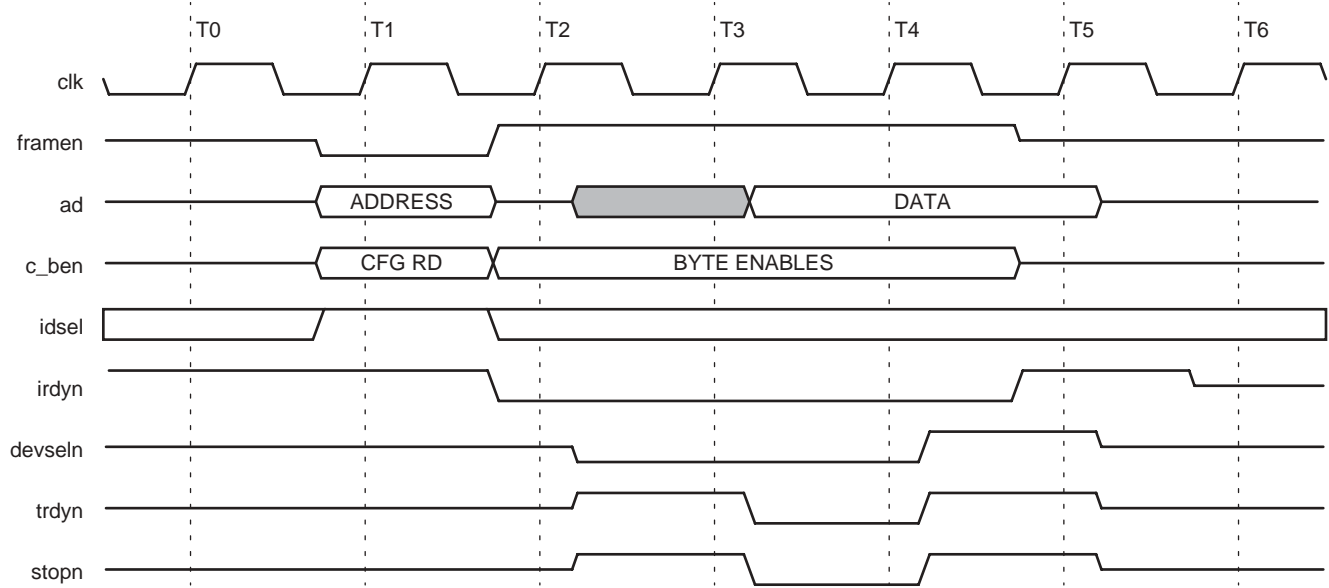 T0 T1 T2 T3 T4 T5 T6
clk
framen
ad ADDRESS DATA
c_ben CFG RD BYTE ENABLES
idsel
irdyn
devseln
trdyn
stopn